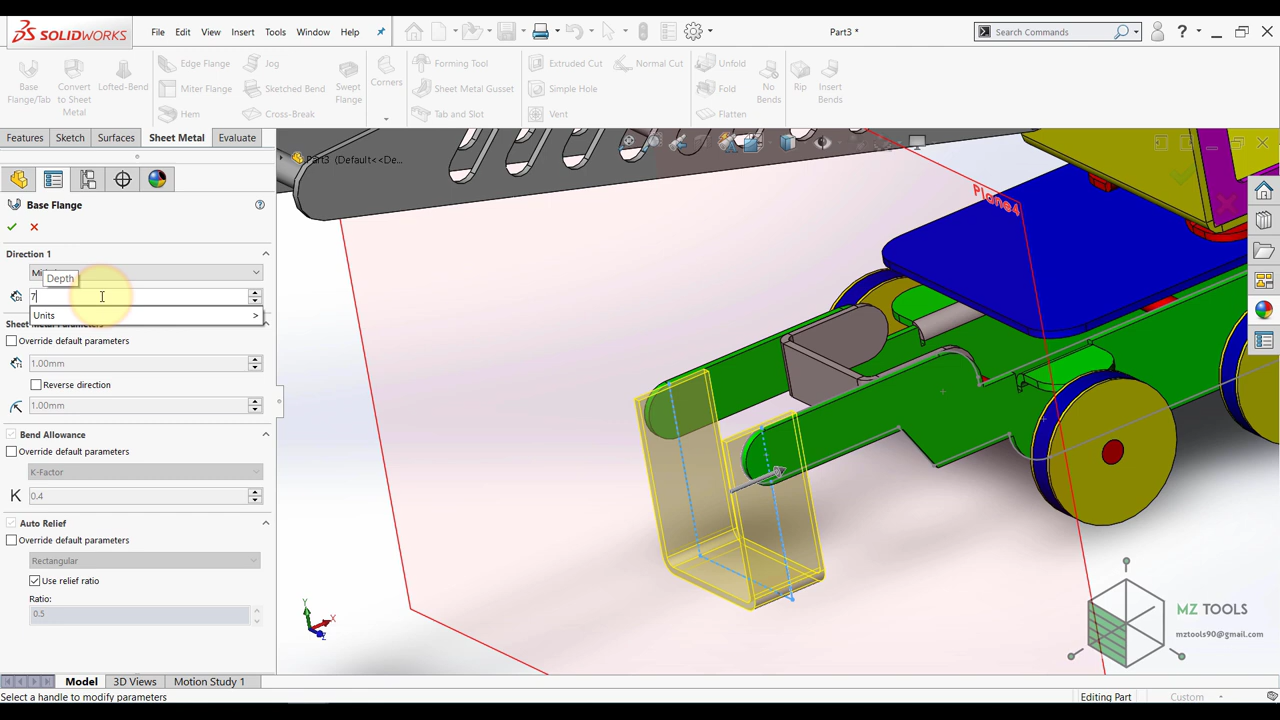 SOLIDWORKS
File Edit View Insert Tools Window Help
Part3 *
Search Commands
Base Flange/Tab
Convert to Sheet Metal
Lofted-Bend
Edge Flange
Miter Flange
Hem
Jog
Sketched Bend
Cross-Break
Swept Flange
Corners
Forming Tool
Sheet Metal Gusset
Tab and Slot
Extruded Cut
Simple Hole
Vent
Normal Cut
Unfold
Fold
Flatten
No Bends
Rip
Insert Bends
Features Sketch Surfaces Sheet Metal Evaluate
Part3 (Default<<De...
Base Flange
Direction 1
Depth
7
Units >
Sheet Metal Parameters
Override default parameters
1.00mm
Reverse direction
1.00mm
Bend Allowance
Override default parameters
K-Factor
K 0.4
Auto Relief
Override default parameters
Rectangular
Use relief ratio
Ratio:
0.5
Plane4
Y
X
Z
MZ TOOLS
mztools90@gmail.com
Model 3D Views Motion Study 1
Select a handle to modify parameters
Editing Part
Custom